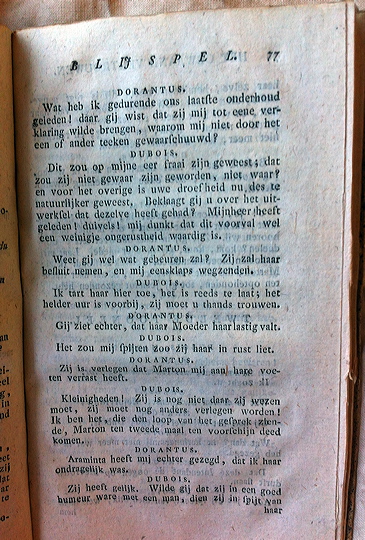 BLIJSPEL. 77
DORANTUS.
Wat heb ik gedurende ons laatſte onderhoud
geleden! daar gij wist, dat zij mij tot eene ver-
klaring wilde brengen, waarom mij niet door het
een of ander teeken gewaarſchuuwd?
DUBOIS.
Dit zou op mijne eer fraai zijn geweest; dat
zou zij niet gewaar zijn geworden, niet waar?
en voor het overige is uwe droefheid nu des te
natuurlijker geweest. Beklaagt gij u over het uit-
werkſel dat dezelve heeft gehad? Mijnheer heeft
geleden! duivels! mij dunkt dat dit voorval wel
een weinigje ongerustheid waardig is.
DORANTUS.
Weet gij wel wat gebeuren zal? Zij zal haar
beſluit nemen, en mij eensklaps wegzenden.
DUBOIS.
Ik tart haar hier toe, het is reeds te laat; het
helder uur is voorbij, zij moet u thands trouwen.
DORANTUS.
Gij ziet echter, dat haar Moeder haar lastig valt.
DUBOIS.
Het zou mij ſpijten zoo zij haar in rust liet.
DORANTUS.
Zij is verlegen dat Marton mij aan hare voe-
ten verrast heeft.
DUBOIS.
Kleinigheden! Zij is nog niet daar zij wezen
moet, zij moet nog anders verlegen worden!
Ik ben het, die den loop van het geſprek zien-
de, Marton ten tweede maal ten voorſchijn deed
komen.
DORANTUS.
Araminta heeft mij echter gezegd, dat ik haar
ondragelijk was.
DUBOIS.
Zij heeft gelijk. Wilde gij dat zij in een goed
humeur ware met een man, dien zij in ſpijt van
haar